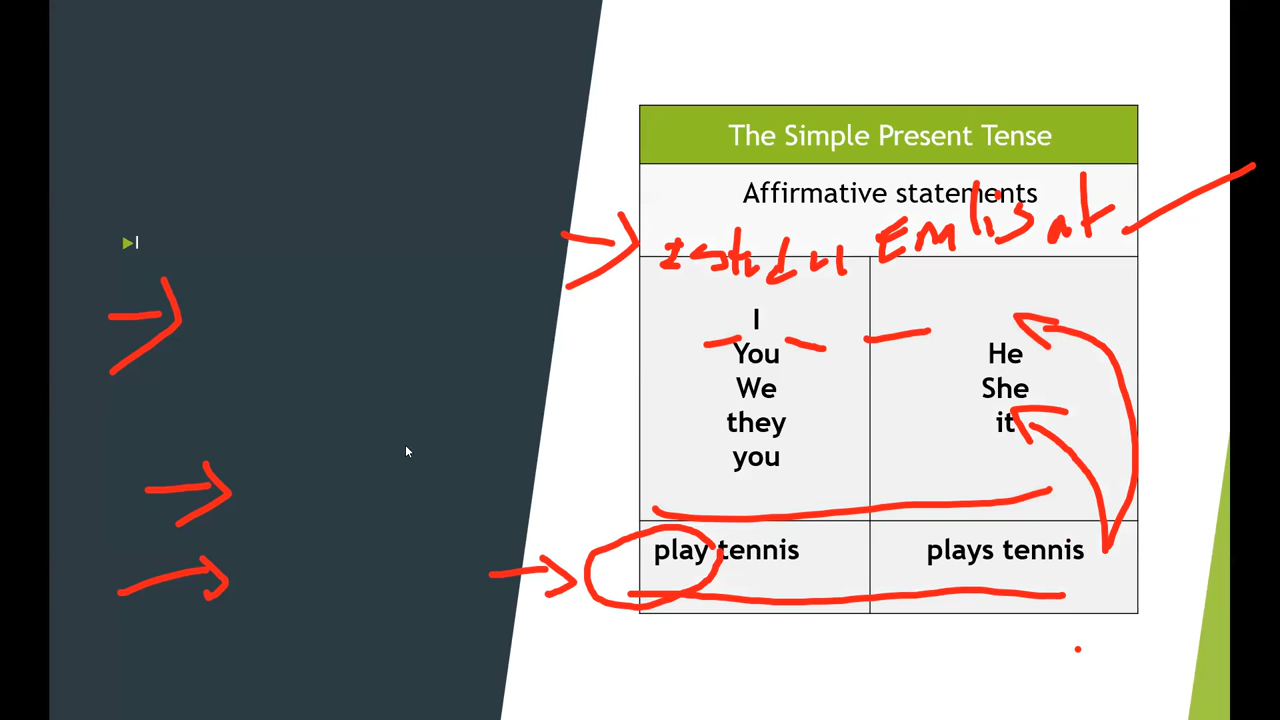 The Simple Present Tense
Affirmative statements
I
You
We
they
you
He
She
it
play tennis
plays tennis